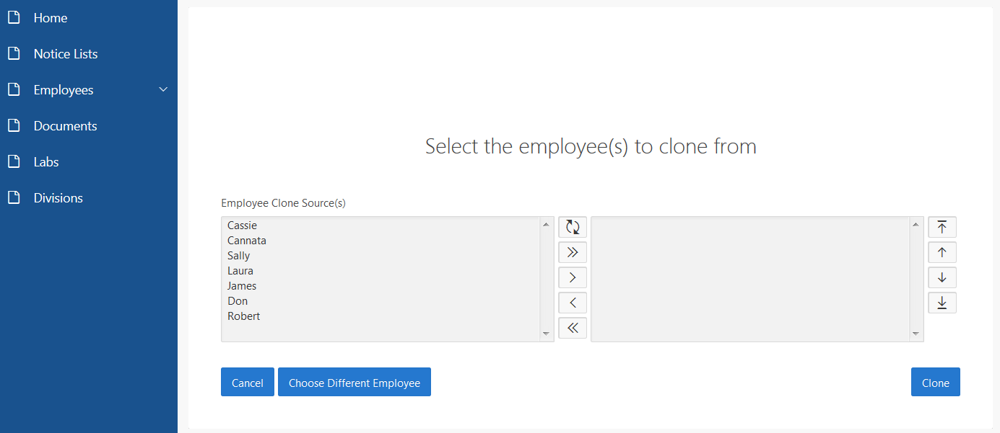 Home
Notice Lists
Employees
Documents
Labs
Divisions
Select the employee(s) to clone from
Employee Clone Source(s)
Cassie
Cannata
Sally
Laura
James
Don
Robert
Cancel
Choose Different Employee
Clone